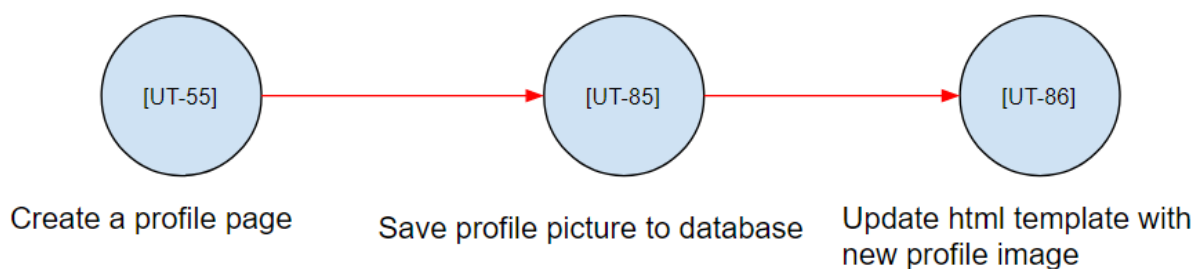 [UT-55]
[UT-85]
[UT-86]
Create a profile page
Save profile picture to database
Update html template with
new profile image